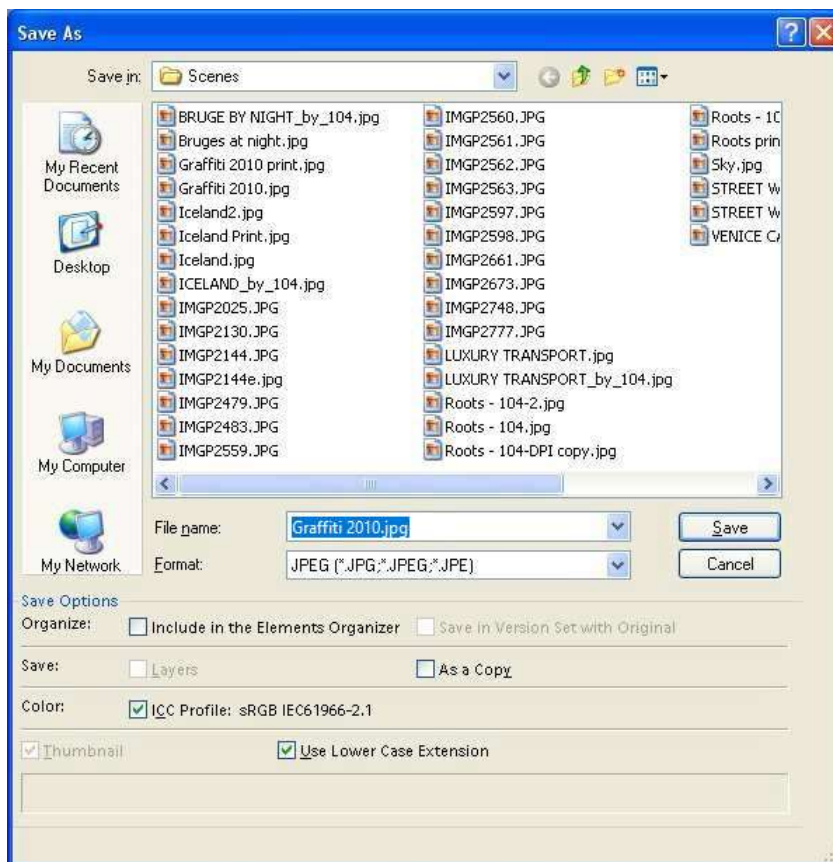 Save As
Save in: Scenes
My Recent Documents
Desktop
My Documents
My Computer
My Network
BRUGE BY NIGHT_by_104.jpg
Bruges at night.jpg
Graffiti 2010 print.jpg
Graffiti 2010.jpg
Iceland2.jpg
Iceland Print.jpg
Iceland.jpg
ICELAND_by_104.jpg
IMGP2025.JPG
IMGP2130.JPG
IMGP2144.JPG
IMGP2144e.jpg
IMGP2479.JPG
IMGP2483.JPG
IMGP2559.JPG
IMGP2560.JPG
IMGP2561.JPG
IMGP2562.JPG
IMGP2563.JPG
IMGP2597.JPG
IMGP2598.JPG
IMGP2661.JPG
IMGP2673.JPG
IMGP2748.JPG
IMGP2777.JPG
LUXURY TRANSPORT.jpg
LUXURY TRANSPORT_by_104.jpg
Roots - 104-2.jpg
Roots - 104.jpg
Roots - 104-DPI copy.jpg
Roots - 10
Roots prin
Sky.jpg
STREET W
STREET W
VENICE
File name: Graffiti 2010.jpg Save
Format: JPEG (*.JPG;*.JPEG;*.JPE) Cancel
Save Options
Organize: Include in the Elements Organizer Save in Version Set with Original
Save: Layers As a Copy
Color: ICC Profile: sRGB IEC61966-2.1
Thumbnail Use Lower Case Extension